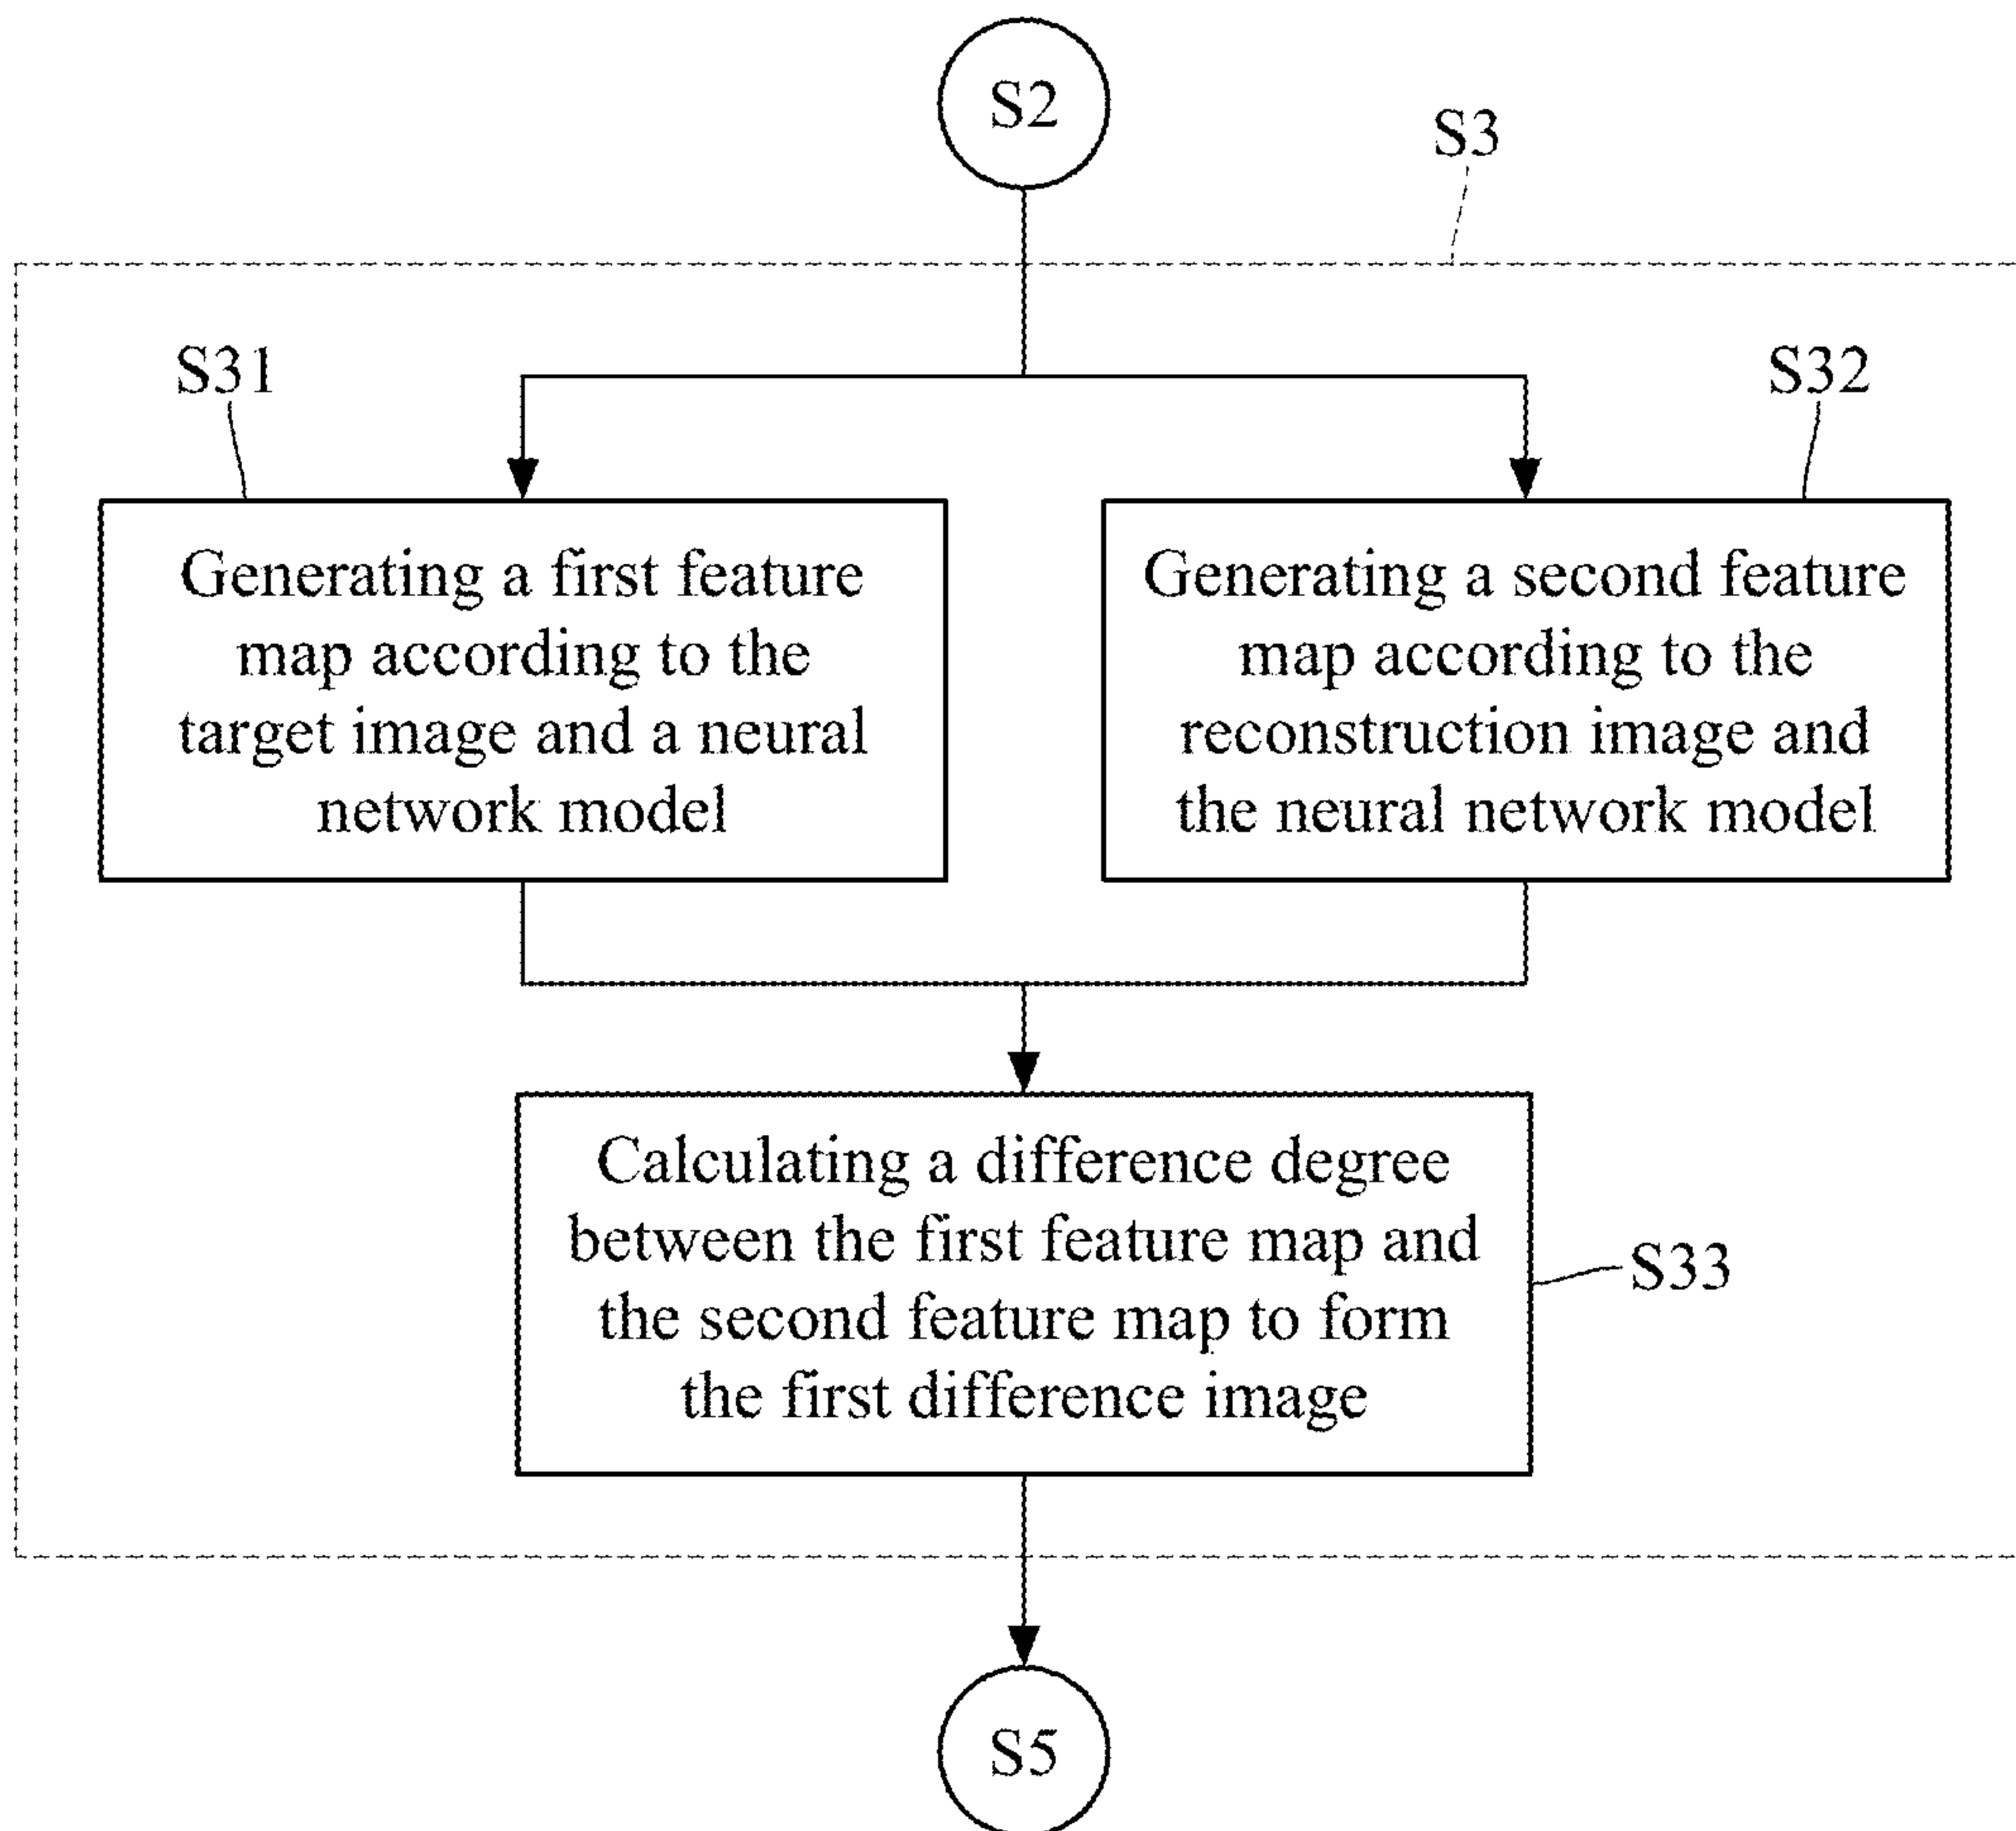 S2
S3
S31
S32
Generating a first feature
map according to the
target image and a neural
network model
Generating a second feature
map according to the
reconstruction image and
the neural network model
Calculating a difference degree
between the first feature map and
the second feature map to form
the first difference image
S33
S5